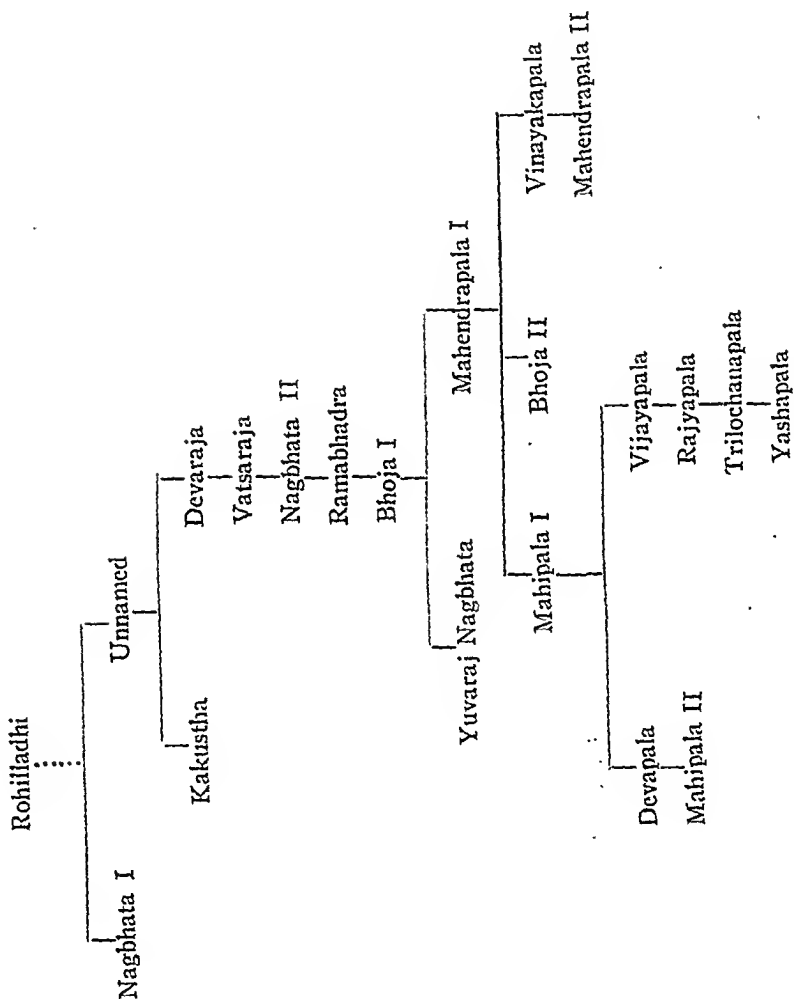 Rohilladhi
Nagbhata I
Unnamed
Kakustha
Devaraja
Vatsaraja
Nagbhata II
Ramabhadra
Bhoja I
Yuvaraj Nagbhata
Mahendrapala I
Mahipala I
Bhoja II
Vinayakapala
Mahendrapala II
Devapala
Mahipala II
Vijayapala
Rajyapala
Trilochanapala
Yashapala